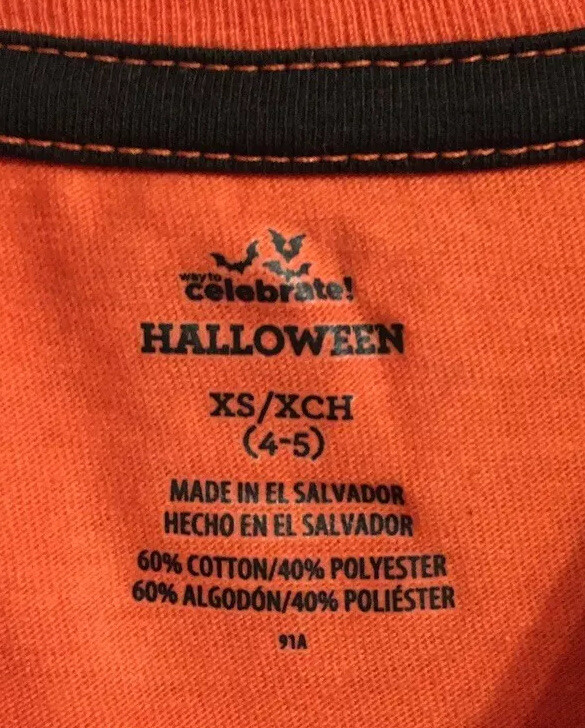 way to
celebrate!
HALLOWEEN
XS/XCH
(4-5)
MADE IN EL SALVADOR
HECHO EN EL SALVADOR
60% COTTON/40% POLYESTER
60% ALGODÓN/40% POLIÉSTER
91A